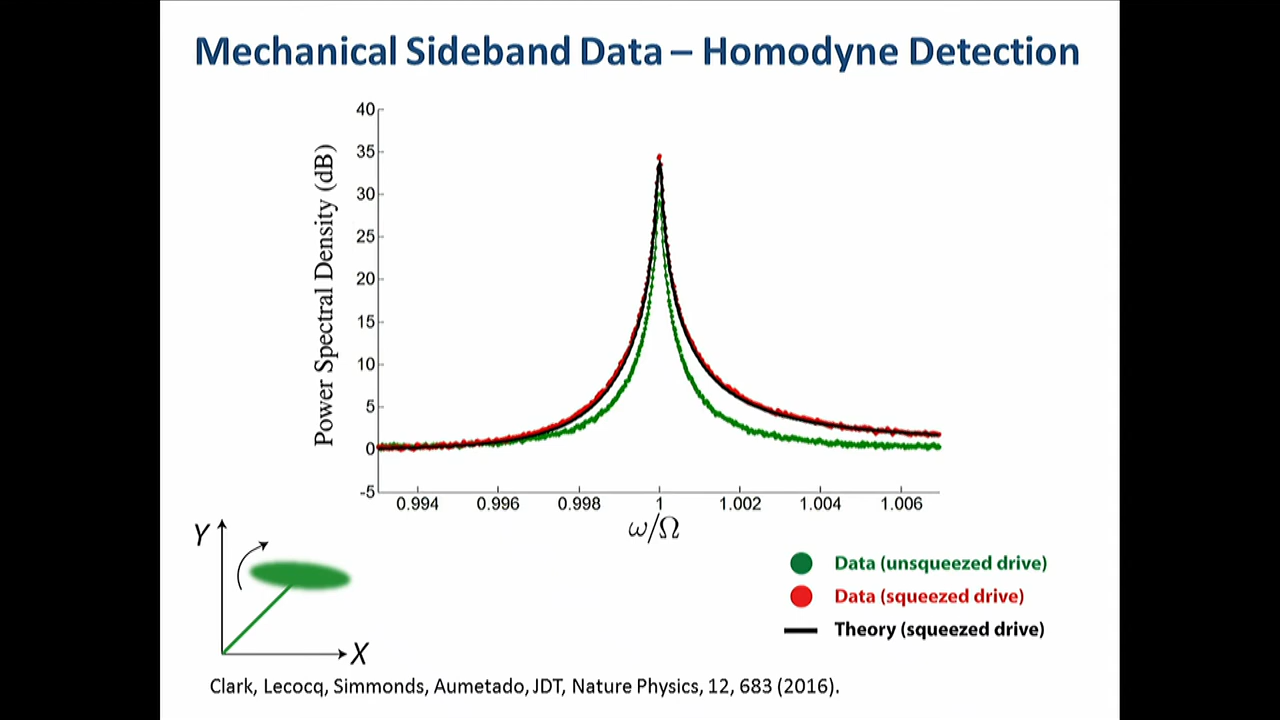 Mechanical Sideband Data – Homodyne Detection
Power Spectral Density (dB)
40
35
30
25
20
15
10
5
0
-5
0.994 0.996 0.998 1 1.002 1.004 1.006
ω/Ω
Y
X
Data (unsqueezed drive)
Data (squeezed drive)
Theory (squeezed drive)
Clark, Lecocq, Simmonds, Aumetado, JDT, Nature Physics, 12, 683 (2016).